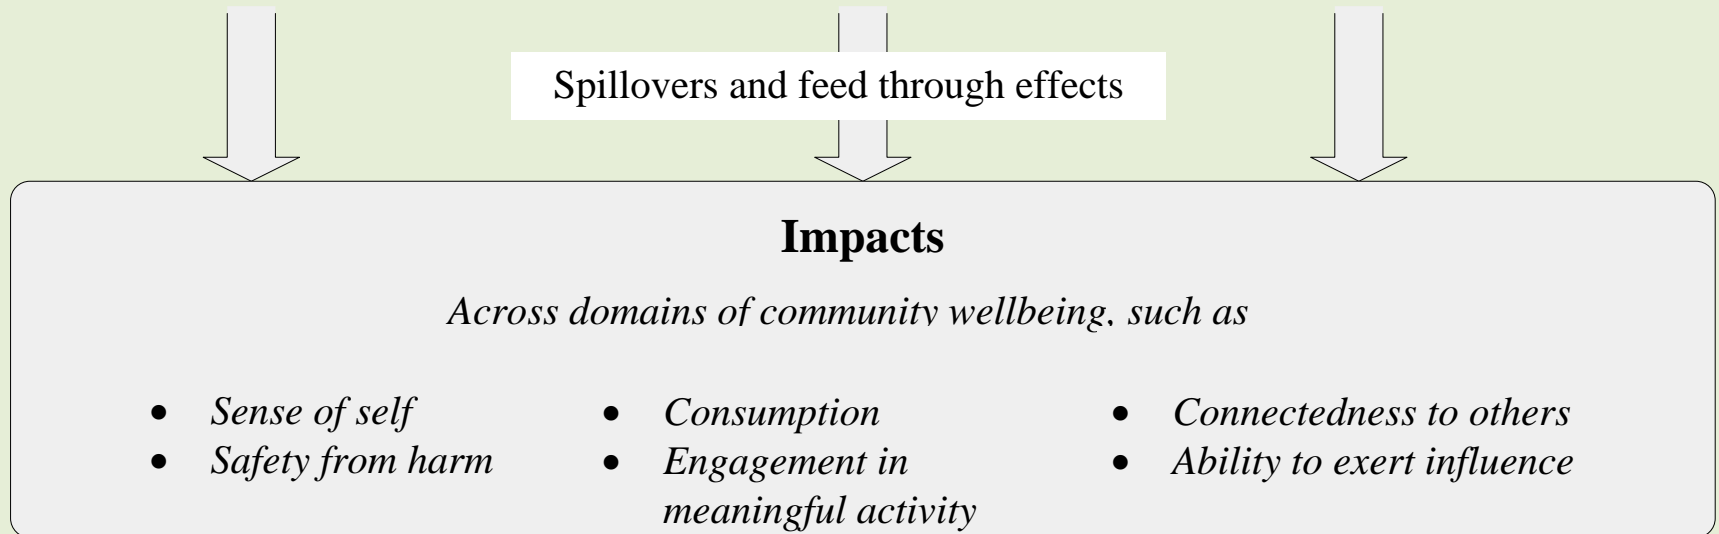 Spillovers and feed through effects
Impacts
Across domains of community wellbeing, such as
• Sense of self
• Safety from harm
• Consumption
• Engagement in
meaningful activity
• Connectedness to others
• Ability to exert influence